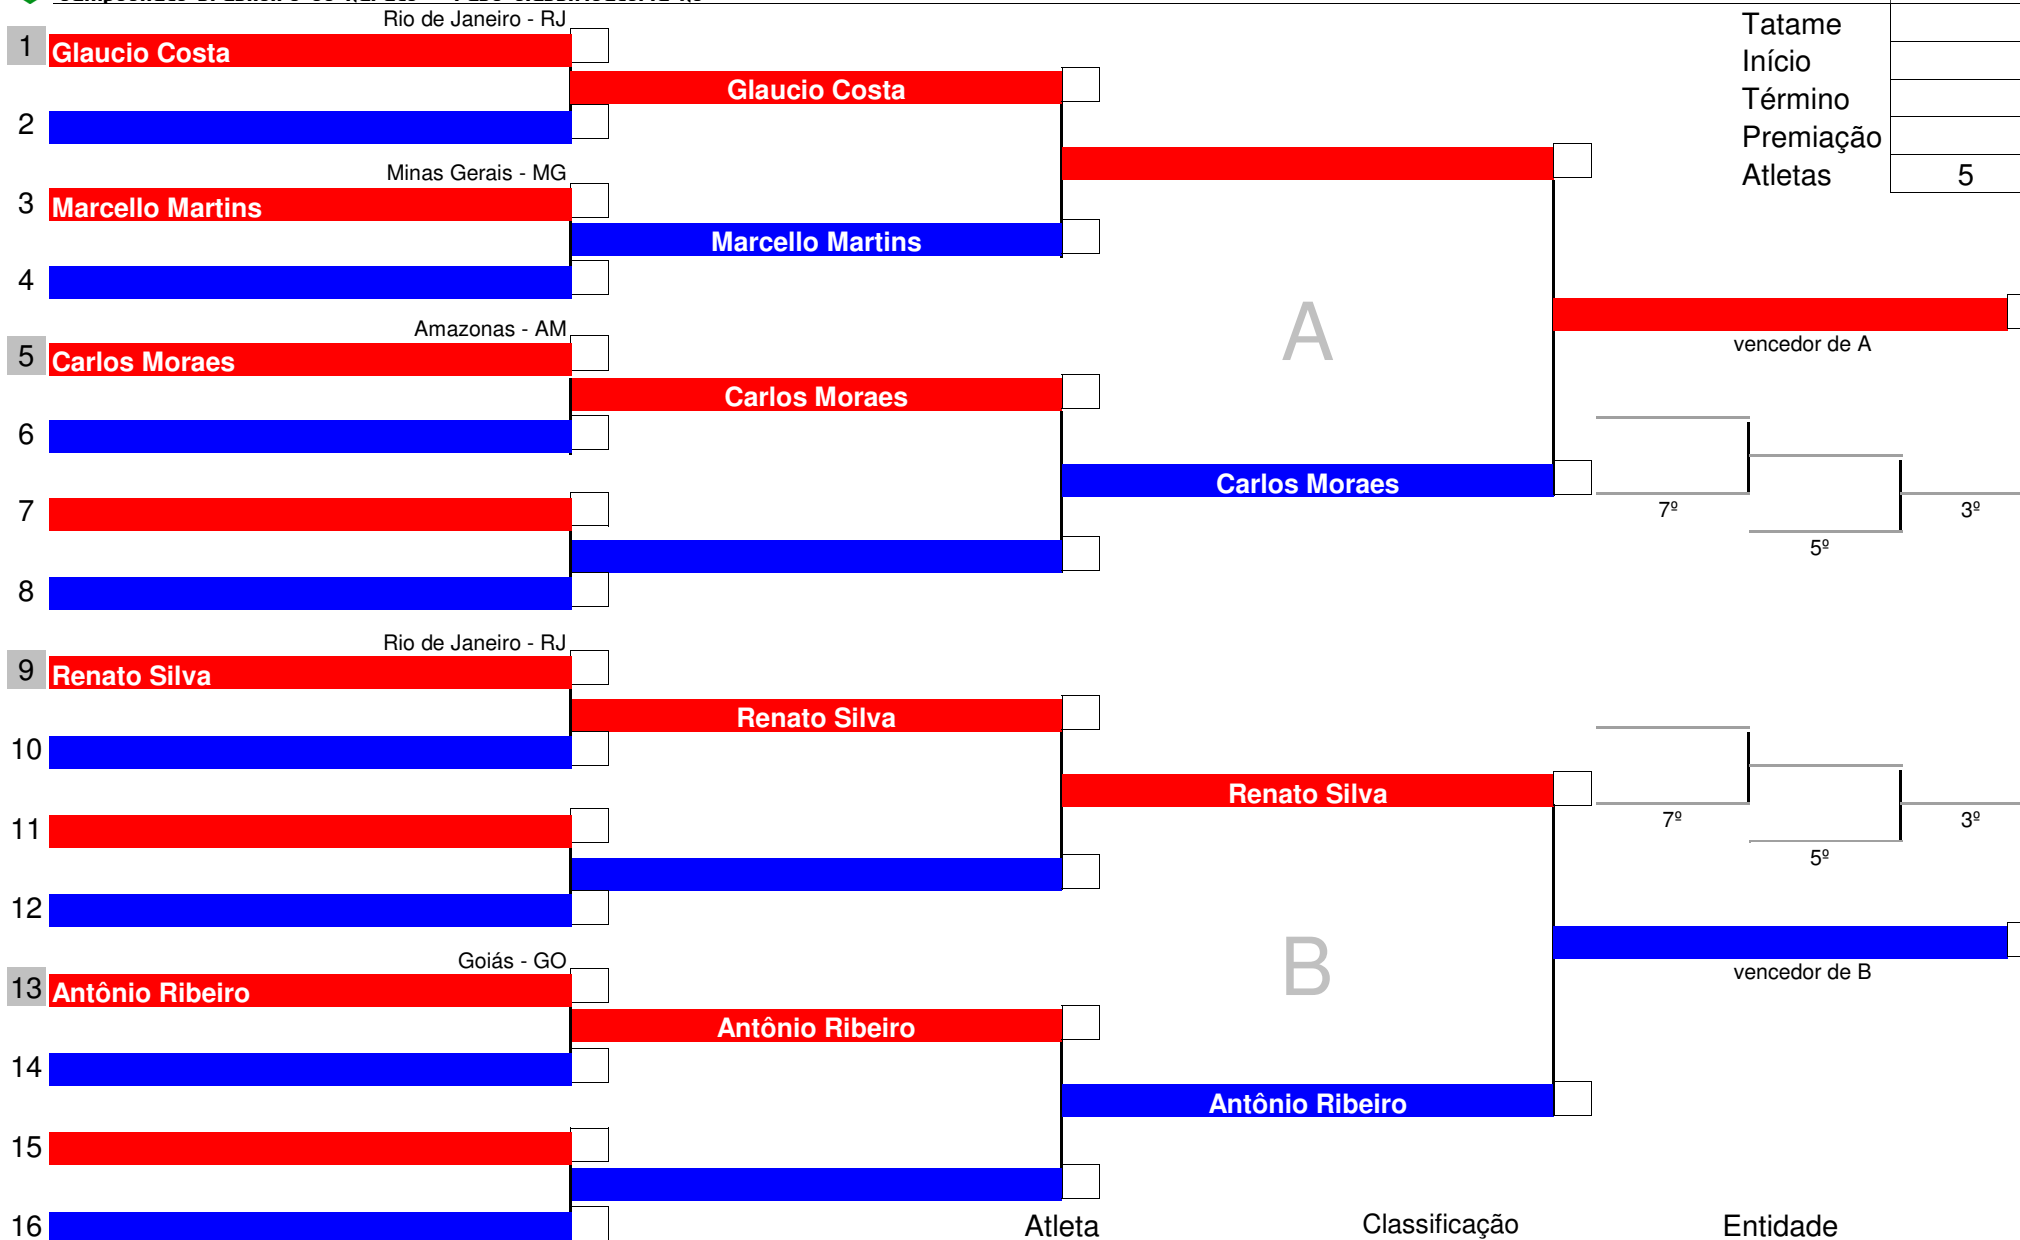 Rio de Janeiro - RJ
1 Glaucio Costa
Glaucio Costa
2
Minas Gerais - MG
3 Marcello Martins
Marcello Martins
4
Amazonas - AM
5 Carlos Moraes
Carlos Moraes
6
Carlos Moraes
7
8
Rio de Janeiro - RJ
9 Renato Silva
Renato Silva
10
Renato Silva
11
12
Goiás - GO
13 Antônio Ribeiro
Antônio Ribeiro
14
Antônio Ribeiro
15
16
A
B
Tatame
Início
Término
Premiação
Atletas 5
vencedor de A
7º
5º
3º
7º
5º
3º
vencedor de B
Atleta Classificação Entidade